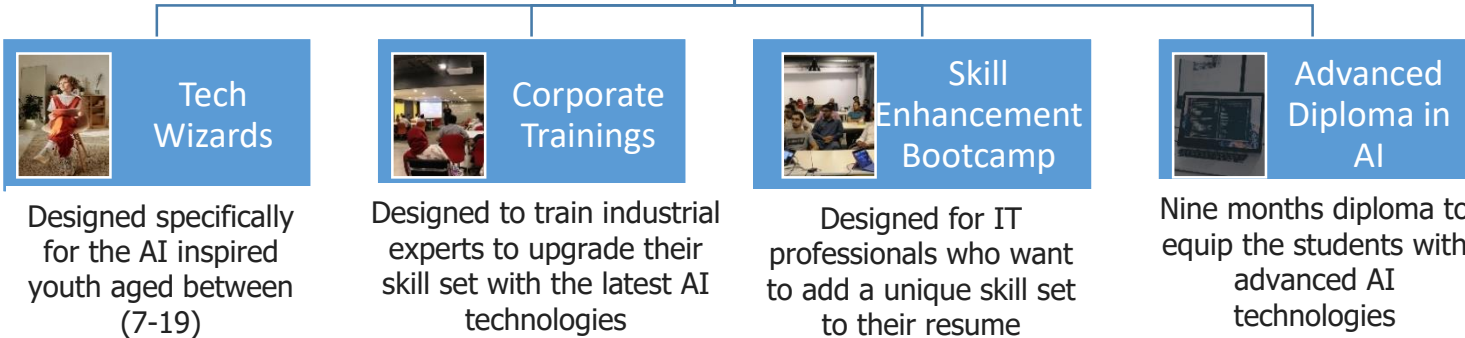 Tech
Wizards
Designed specifically
for the AI inspired
youth aged between
(7-19)
Corporate
Trainings
Designed to train industrial
experts to upgrade their
skill set with the latest AI
technologies
Skill
Enhancement
Bootcamp
Designed for IT
professionals who want
to add a unique skill set
to their resume
Advanced
Diploma in
AI
Nine months diploma to
equip the students with
advanced AI
technologies